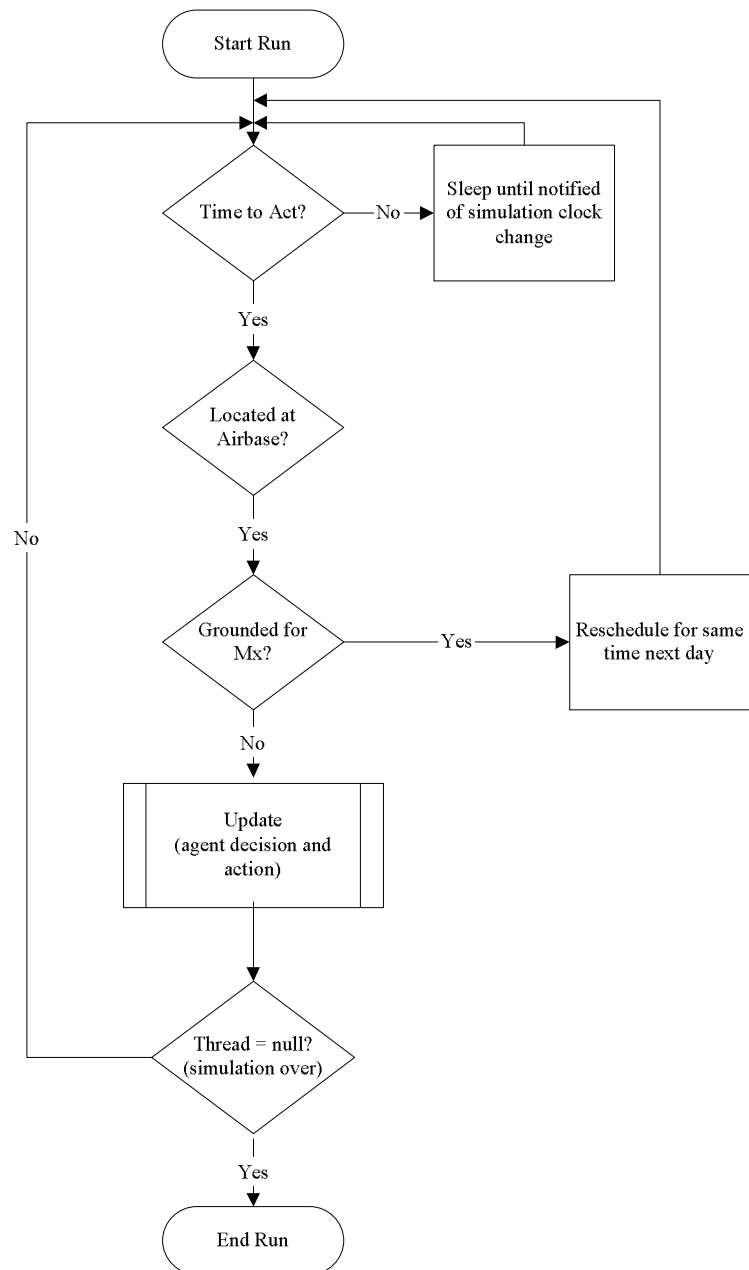 Start Run
Time to Act?
No
Sleep until notified
of simulation clock
change
Yes
Located at
Airbase?
Yes
No
Grounded for
Mx?
Yes
Reschedule for same
time next day
No
Update
(agent decision and
action)
Thread = null?
(simulation over)
Yes
End Run